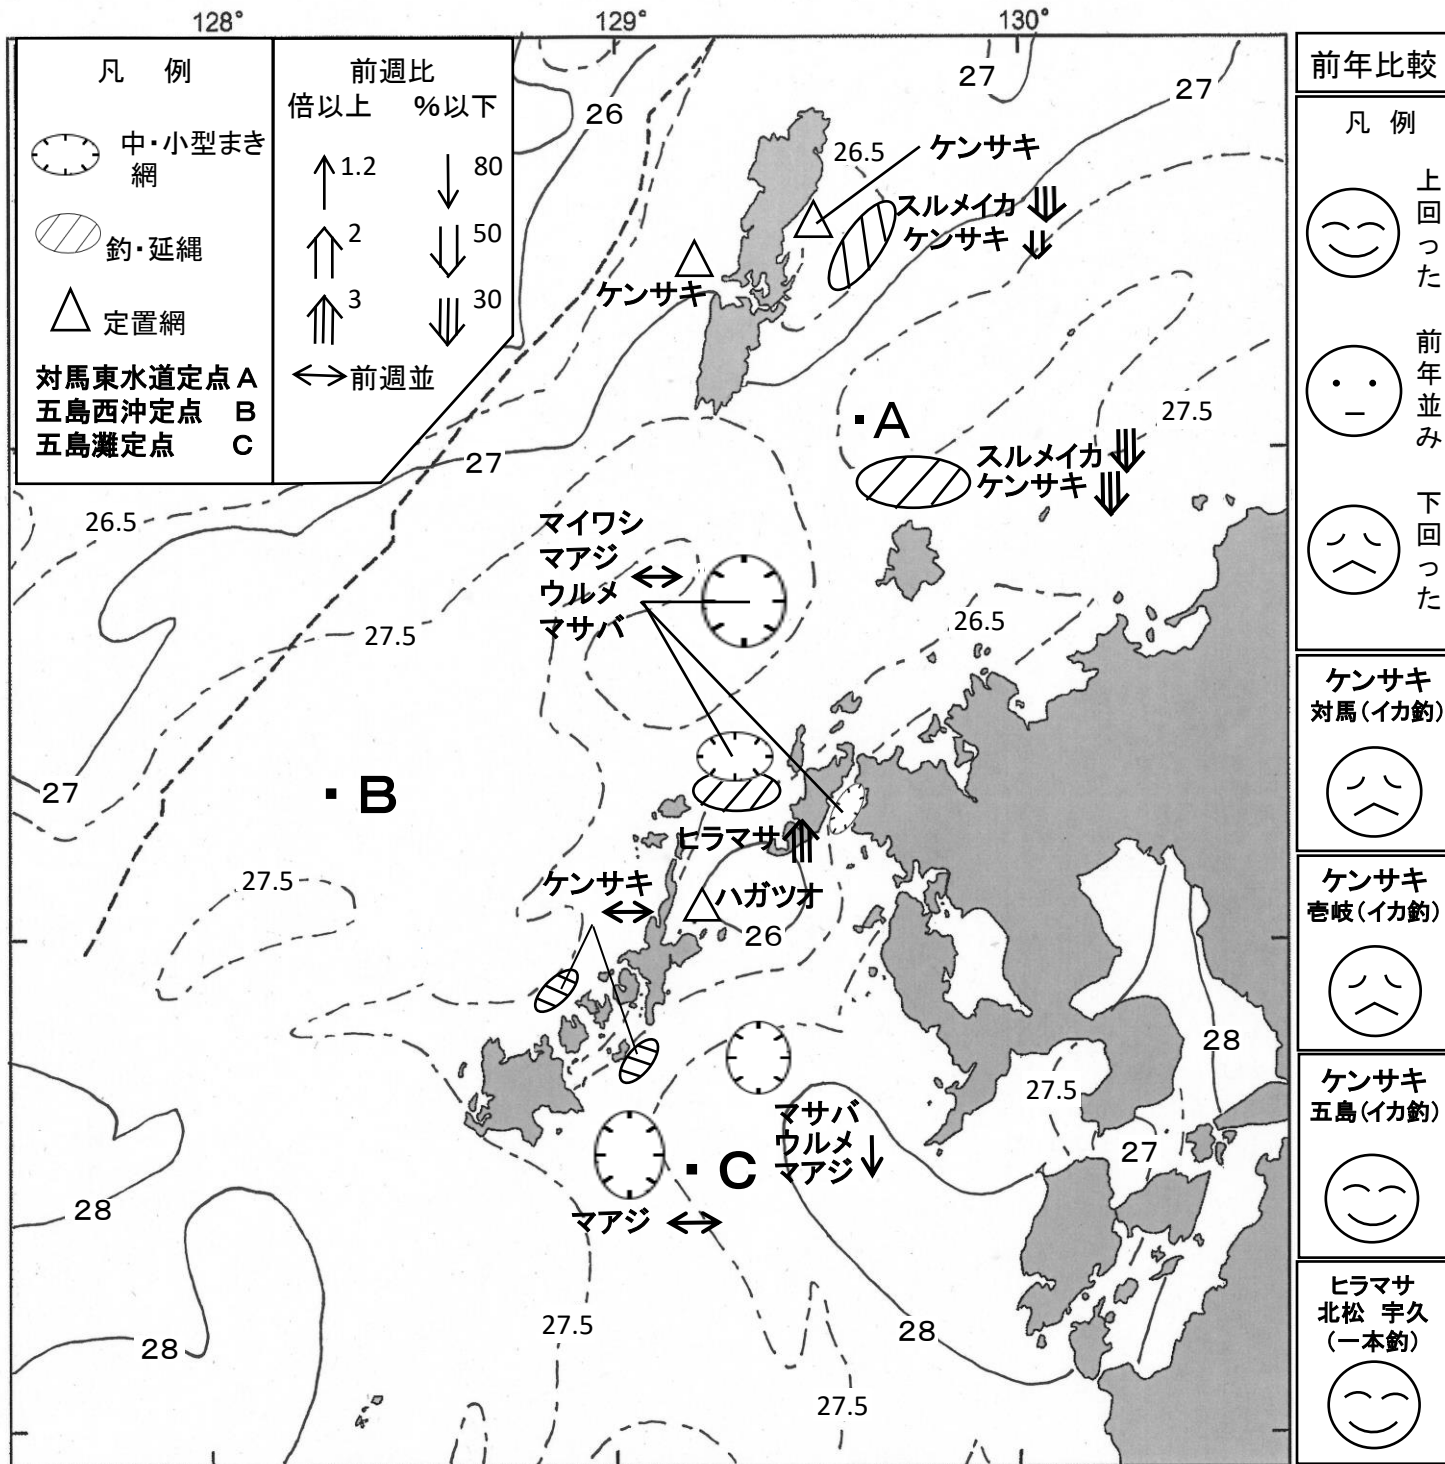 128°
129°
130°
凡 例
中・小型まき
網
釣・延縄
定置網
対馬東水道定点 A
五島西沖定点 B
五島灘定点 C
前週比
倍以上 %以下
1.2 80
2 50
3 30
前週並
26
27
27
26.5
ケンサキ
スルメイカ
ケンサキ
ケンサキ
A
27.5
スルメイカ
ケンサキ
27
26.5
マイワシ
マアジ
ウルメ
マサバ
27.5
26.5
27
B
ヒラマサ
27.5
ケンサキ
ハガツオ
26
28
27.5
マサバ
ウルメ
マアジ
27
C
マアジ
28
28
27.5
28
27.5
前年比較
凡 例
上回った
前年並み
下回った
ケンサキ
対馬(イカ釣)
ケンサキ
壱岐(イカ釣)
ケンサキ
五島(イカ釣)
ヒラマサ
北松 宇久
(一本釣)